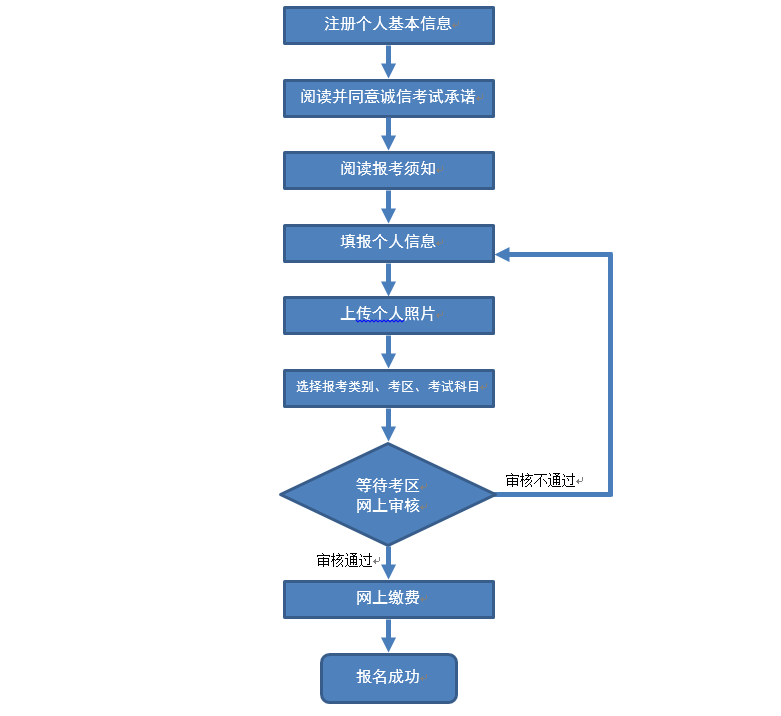 注册个人基本信息
阅读并同意诚信考试承诺
阅读报考须知
填报个人信息
上传个人照片
选择报考类别、考区、考试科目
等待考区
网上审核
审核不通过
审核通过
网上缴费
报名成功